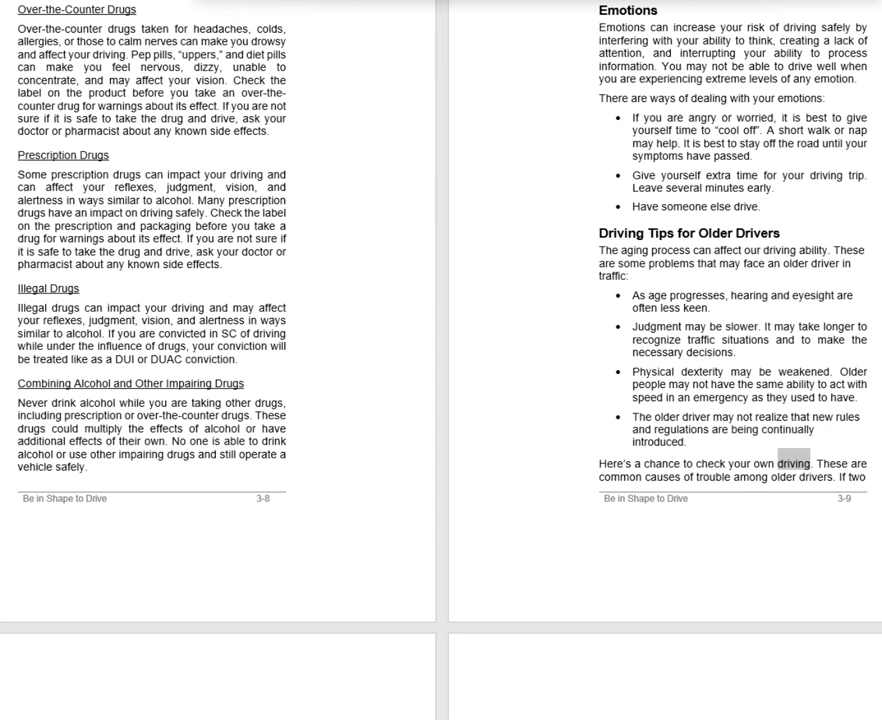 Over-the-Counter Drugs
Over-the-counter drugs taken for headaches, colds,
allergies, or those to calm nerves can make you drowsy
and affect your driving. Pep pills, “uppers,” and diet pills
can make you feel nervous, dizzy, unable to
concentrate, and may affect your vision. Check the
label on the product before you take an over-the-
counter drug for warnings about its effect. If you are not
sure if it is safe to take the drug and drive, ask your
doctor or pharmacist about any known side effects.
Prescription Drugs
Some prescription drugs can impact your driving and
can affect your reflexes, judgment, vision, and
alertness in ways similar to alcohol. Many prescription
drugs have an impact on driving safely. Check the label
on the prescription and packaging before you take a
drug for warnings about its effect. If you are not sure if
it is safe to take the drug and drive, ask your doctor or
pharmacist about any known side effects.
Illegal Drugs
Illegal drugs can impact your driving and may affect
your reflexes, judgment, vision, and alertness in ways
similar to alcohol. If you are convicted in SC of driving
while under the influence of drugs, your conviction will
be treated like as a DUI or DUAC conviction.
Combining Alcohol and Other Impairing Drugs
Never drink alcohol while you are taking other drugs,
including prescription or over-the-counter drugs. These
drugs could multiply the effects of alcohol or have
additional effects of their own. No one is able to drink
alcohol or use other impairing drugs and still operate a
vehicle safely.
Be in Shape to Drive 3-8
Emotions
Emotions can increase your risk of driving safely by
interfering with your ability to think, creating a lack of
attention, and interrupting your ability to process
information. You may not be able to drive well when
you are experiencing extreme levels of any emotion.
There are ways of dealing with your emotions:
• If you are angry or worried, it is best to give
yourself time to “cool off”. A short walk or nap
may help. It is best to stay off the road until your
symptoms have passed.
• Give yourself extra time for your driving trip.
Leave several minutes early.
• Have someone else drive.
Driving Tips for Older Drivers
The aging process can affect our driving ability. These
are some problems that may face an older driver in
traffic:
• As age progresses, hearing and eyesight are
often less keen.
• Judgment may be slower. It may take longer to
recognize traffic situations and to make the
necessary decisions.
• Physical dexterity may be weakened. Older
people may not have the same ability to act with
speed in an emergency as they used to have.
• The older driver may not realize that new rules
and regulations are being continually
introduced.
Here’s a chance to check your own driving. These are
common causes of trouble among older drivers. If two
Be in Shape to Drive 3-9